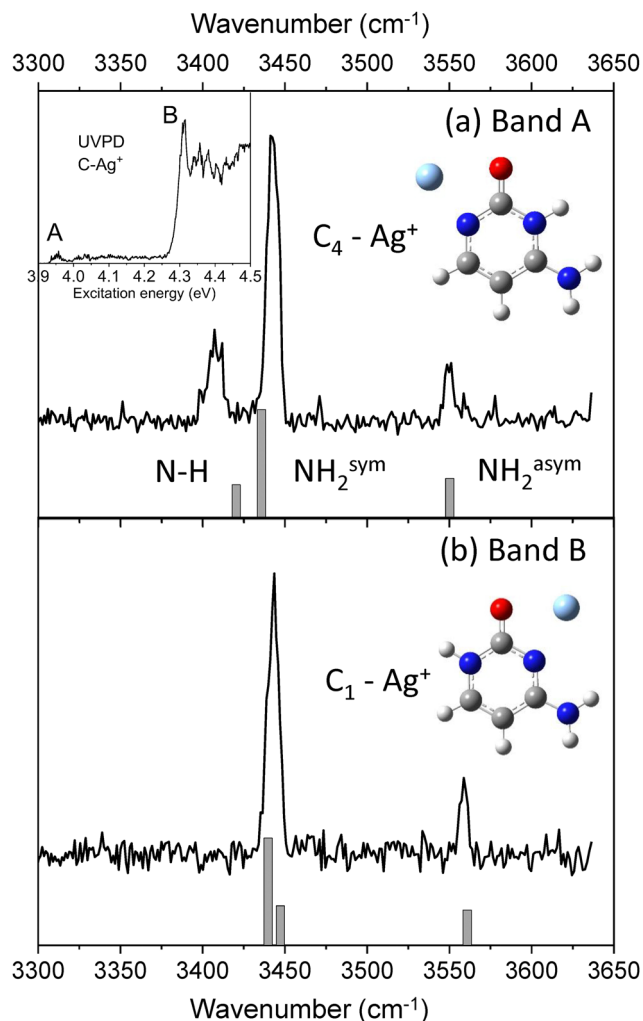 Wavenumber (cm⁻¹)
3300 3350 3400 3450 3500 3550 3600 3650
(a) Band A
B
UVPD
C-Ag⁺
A
3.9 4.0 4.1 4.2 4.3 4.4 4.5
Excitation energy (eV)
C₄ - Ag⁺
N-H NH₂ˢʸᵐ NH₂ᵃˢʸᵐ
(b) Band B
C₁ - Ag⁺
3300 3350 3400 3450 3500 3550 3600 3650
Wavenumber (cm⁻¹)